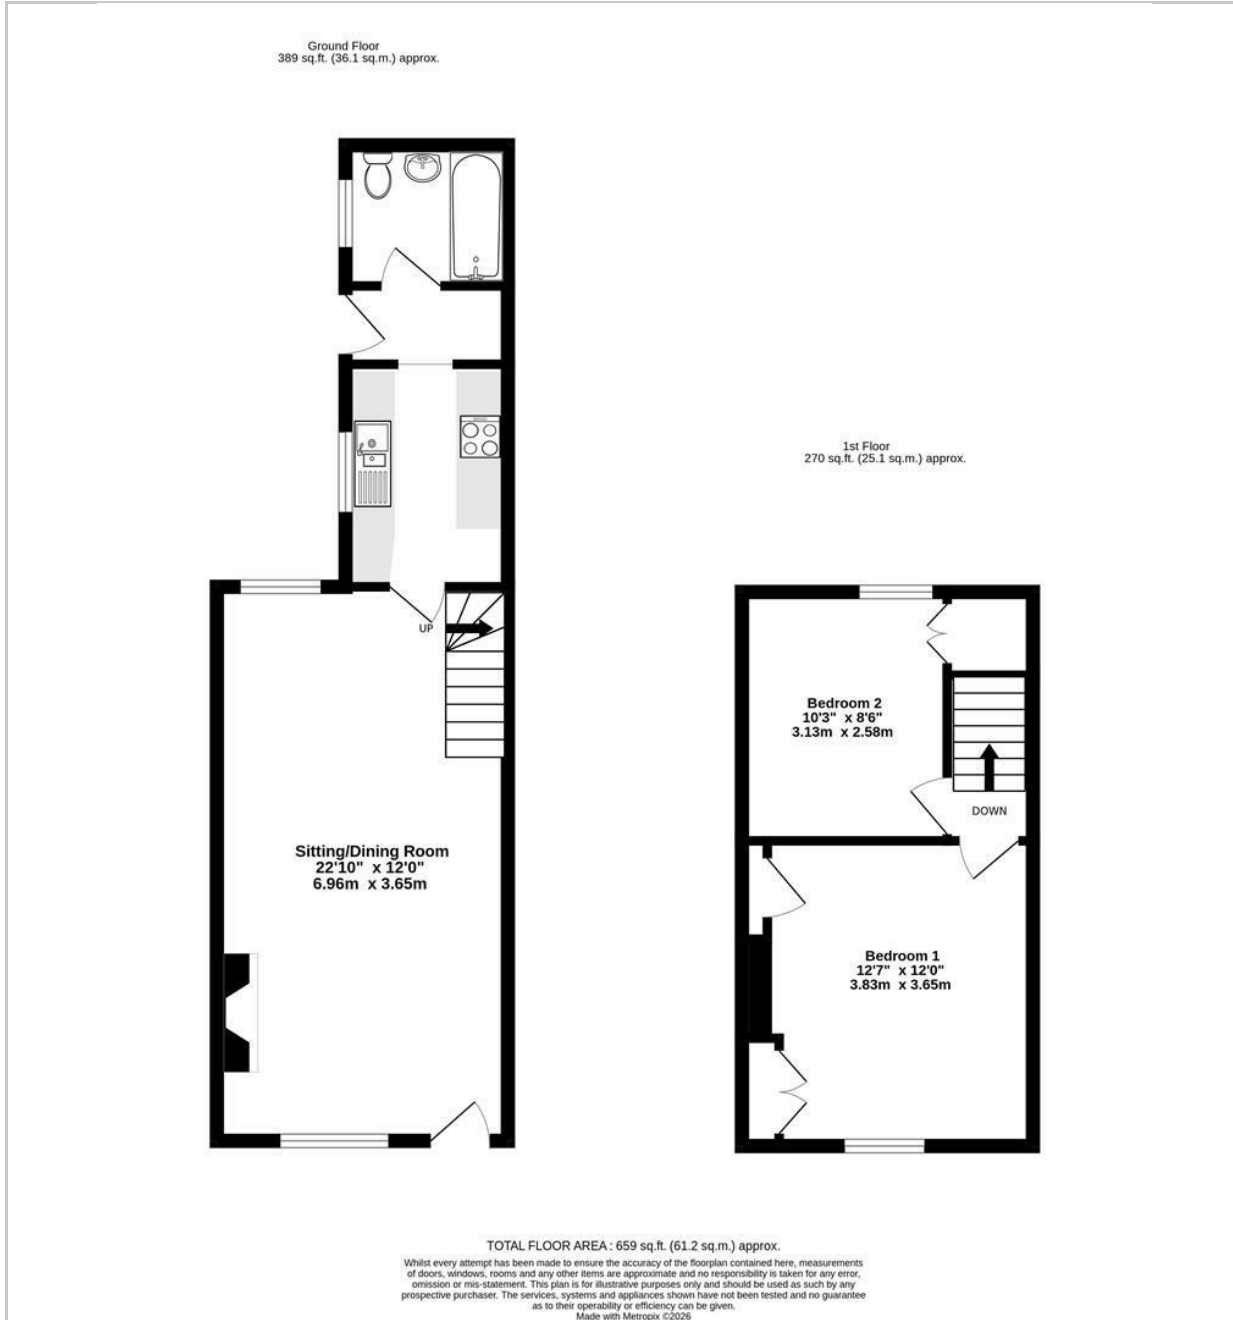 Ground Floor
389 sq.ft. (36.1 sq.m.) approx.
1st Floor
270 sq.ft. (25.1 sq.m.) approx.
UP
Bedroom 2
10'3" x 8'6"
3.13m x 2.58m
DOWN
Sitting/Dining Room
22'10" x 12'0"
6.96m x 3.65m
Bedroom 1
12'7" x 12'0"
3.83m x 3.65m
TOTAL FLOOR AREA : 659 sq.ft. (61.2 sq.m.) approx.
Whilst every attempt has been made to ensure the accuracy of the floorplan contained here, measurements
of doors, windows, rooms and any other items are approximate and no responsibility is taken for any error,
omission or mis-statement. This plan is for illustrative purposes only and should be used as such by any
prospective purchaser. The services, systems and appliances shown have not been tested and no guarantee
as to their operability or efficiency can be given.
Made with Metropix ©2026